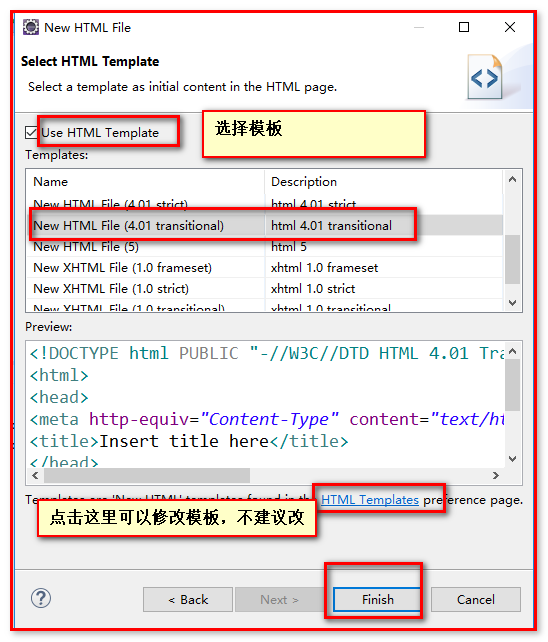 New HTML File
Select HTML Template
Select a template as initial content in the HTML page.
Use HTML Template
选择模板
Templates:
Name Description
New HTML File (4.01 strict) html 4.01 strict
New HTML File (4.01 transitional) html 4.01 transitional
New HTML File (5) html 5
New XHTML File (1.0 frameset) xhtml 1.0 frameset
New XHTML File (1.0 strict) xhtml 1.0 strict
New XHTML File (1.0 transitional) xhtml 1.0 transitional
Preview:
<!DOCTYPE html PUBLIC "-//W3C//DTD HTML 4.01 Tra
<html>
<head>
<meta http-equiv="Content-Type" content="text/ht
<title>Insert title here</title>
</head>
Templates are 'New HTML' templates found in the HTML Templates preference page.
点击这里可以修改模板，不建议改
? < Back Next > Finish Cancel